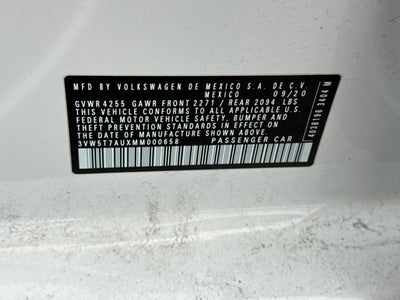 MFD. BY VOLKSWAGEN DE MEXICO S.A. DE C.V.
MEXICO 09/20
GVWR 4255 GAWR FRONT 2271 / REAR 2094 LBS
THIS VEHICLE CONFORMS TO ALL APPLICABLE U.S.
FEDERAL MOTOR VEHICLE SAFETY, BUMPER AND
THEFT PREVENTION STANDARDS IN EFFECT ON
THE DATE OF MANUFACTURE SHOWN ABOVE.
3VW5T7AUXMM000658 PASSENGER CAR
4038196 3404 M